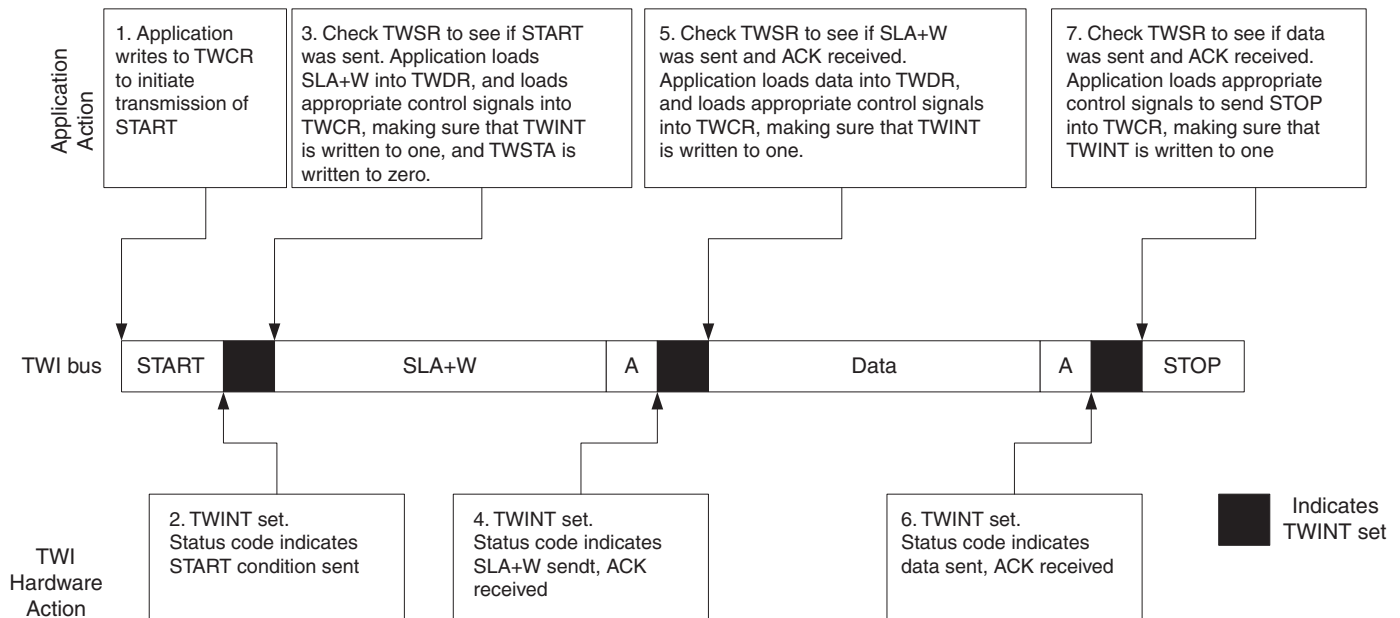 Application
Action
1. Application
writes to TWCR
to initiate
transmission of
START
3. Check TWSR to see if START
was sent. Application loads
SLA+W into TWDR, and loads
appropriate control signals into
TWCR, making sure that TWINT
is written to one, and TWSTA is
written to zero.
5. Check TWSR to see if SLA+W
was sent and ACK received.
Application loads data into TWDR,
and loads appropriate control signals
into TWCR, making sure that TWINT
is written to one.
7. Check TWSR to see if data
was sent and ACK received.
Application loads appropriate
control signals to send STOP
into TWCR, making sure that
TWINT is written to one
TWI bus
START
SLA+W
A
Data
A
STOP
TWI
Hardware
Action
2. TWINT set.
Status code indicates
START condition sent
4. TWINT set.
Status code indicates
SLA+W sendt, ACK
received
6. TWINT set.
Status code indicates
data sent, ACK received
Indicates
TWINT set